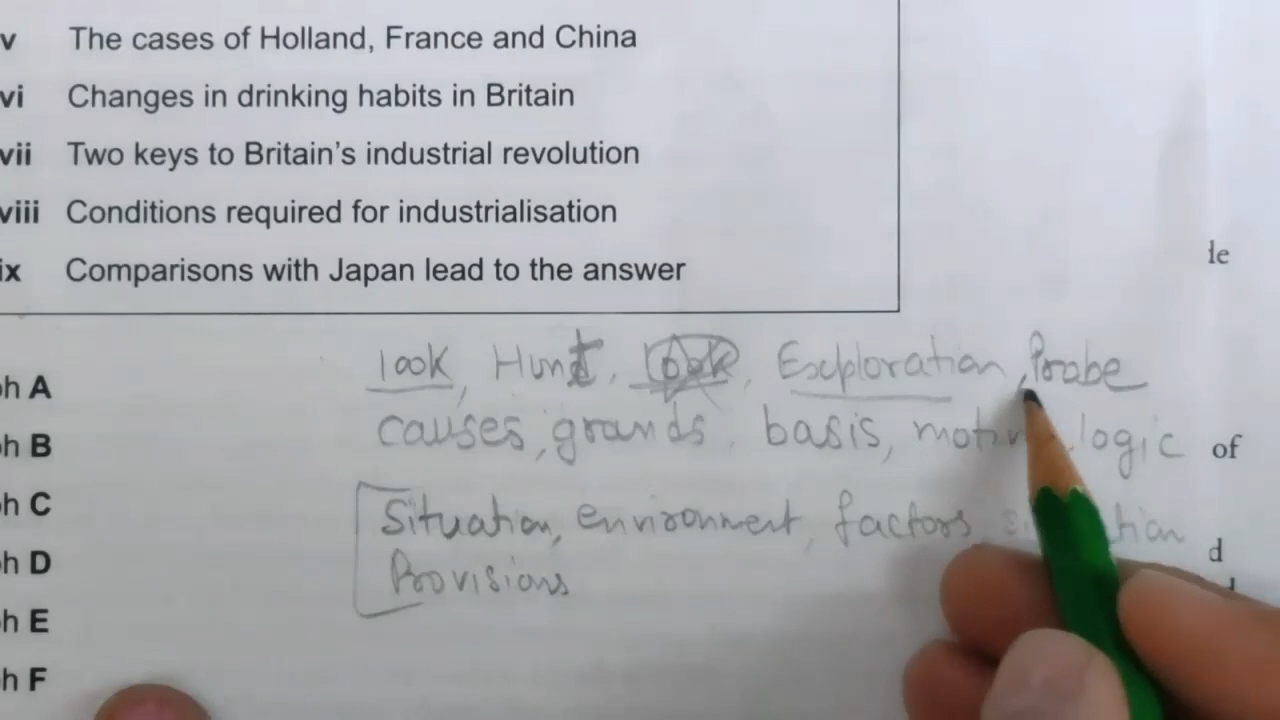 v The cases of Holland, France and China
vi Changes in drinking habits in Britain
vii Two keys to Britain's industrial revolution
viii Conditions required for industrialisation
ix Comparisons with Japan lead to the answer
le
look, Hunt, look, Exploration, Probe
h A
causes, grounds, basis, logic
h B
of
h C
Situation, environment, factors
h D
d
Provisions
h E
h F